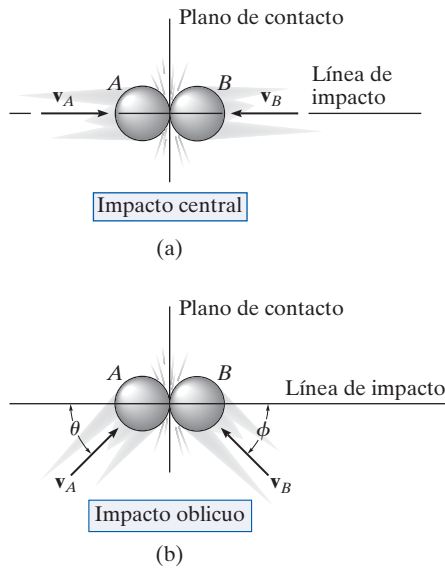 Plano de contacto
A
B
Línea de
impacto
v_A
v_B
Impacto central
(a)
Plano de contacto
A
B
Línea de impacto
θ
ϕ
v_A
v_B
Impacto oblicuo
(b)